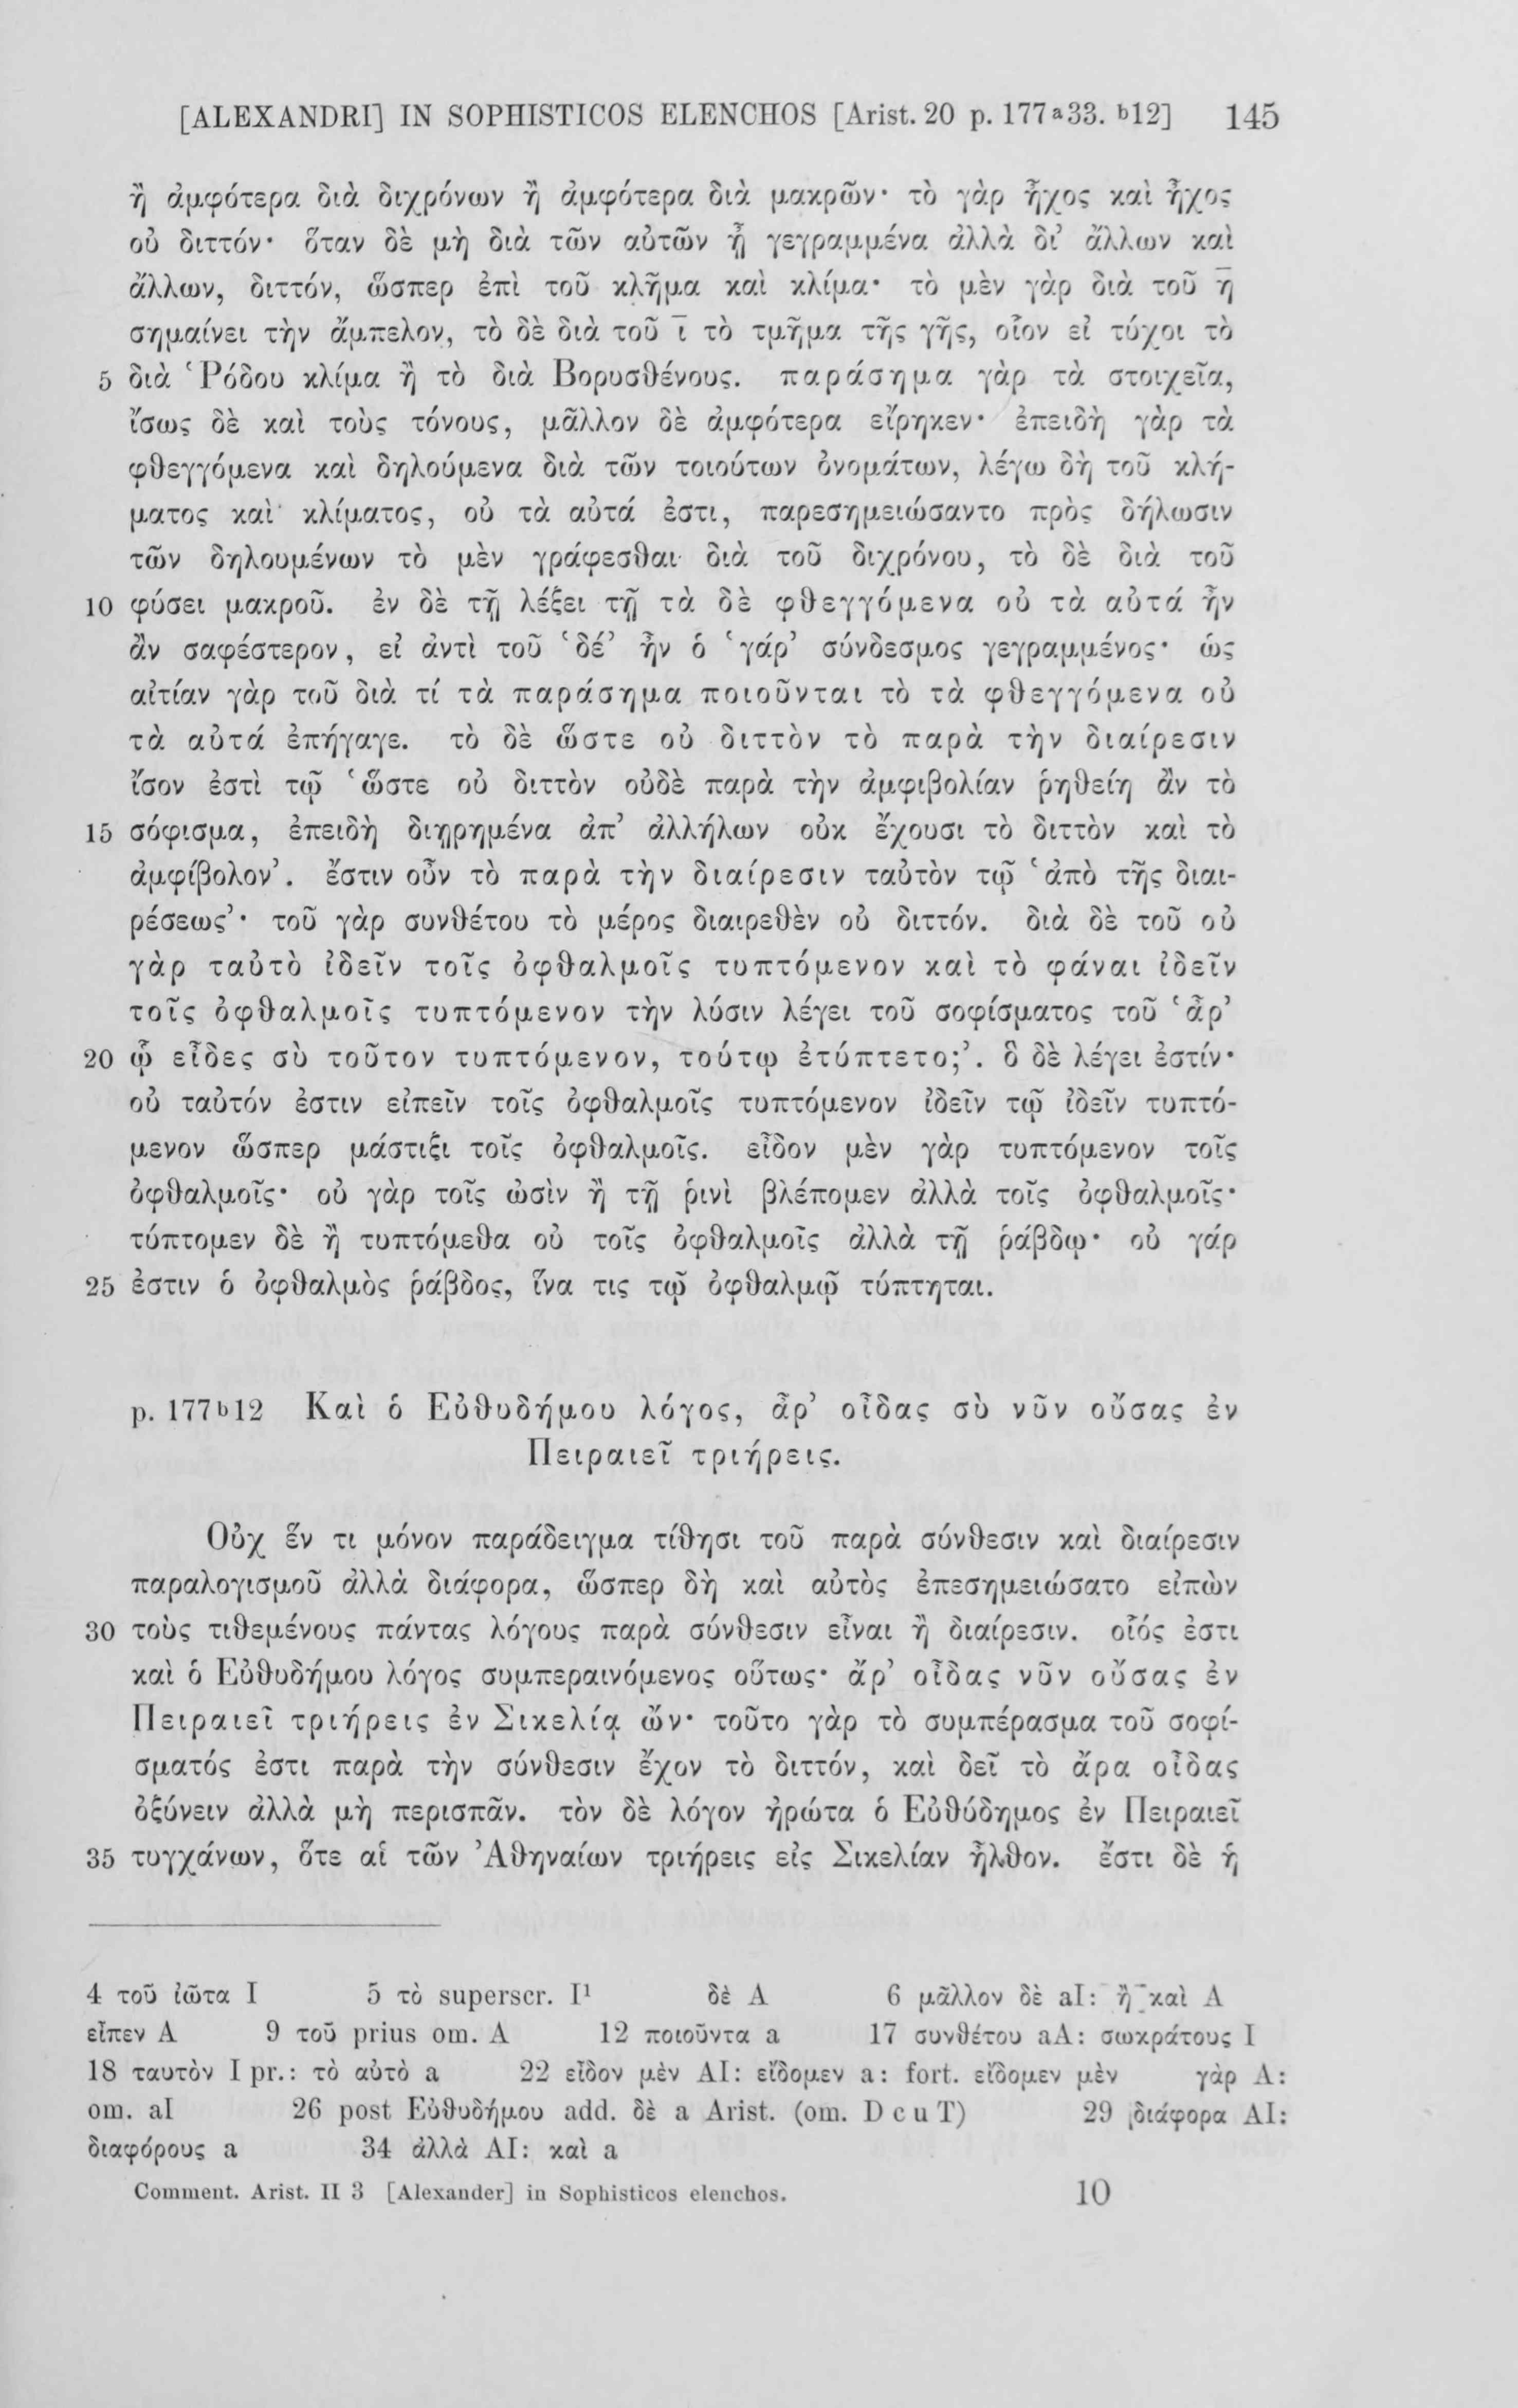 [ALEXANDRI] IN SOPHISTICOS ELENCHOS [Arist. 20 p. 177ᵃ33. ᵇ12] 145
ἢ ἀμφότερα διὰ διχρόνων ἢ ἀμφότερα διὰ μακρῶν· τὸ γὰρ ἦχος καὶ ἦχος
οὐ διττόν· ὅταν δὲ μὴ διὰ τῶν αὐτῶν ᾖ γεγραμμένα ἀλλὰ δι’ ἄλλων καὶ
ἄλλων, διττόν, ὥσπερ ἐπὶ τοῦ κλῆμα καὶ κλίμα· τὸ μὲν γὰρ διὰ τοῦ η̄
σημαίνει τὴν ἄμπελον, τὸ δὲ διὰ τοῦ ῑ τὸ τμῆμα τῆς γῆς, οἷον εἰ τύχοι τὸ
5 διὰ Ῥόδου κλίμα ἢ τὸ διὰ Βορυσθένους. παράσημα γὰρ τὰ στοιχεῖα,
ἴσως δὲ καὶ τοὺς τόνους, μᾶλλον δὲ ἀμφότερα εἴρηκεν· ἐπειδὴ γὰρ τὰ
φθεγγόμενα καὶ δηλούμενα διὰ τῶν τοιούτων ὀνομάτων, λέγω δὴ τοῦ κλή-
ματος καὶ κλίματος, οὐ τὰ αὐτά ἐστι, παρεσημειώσαντο πρὸς δήλωσιν
τῶν δηλουμένων τὸ μὲν γράφεσθαι διὰ τοῦ διχρόνου, τὸ δὲ διὰ τοῦ
10 φύσει μακροῦ. ἐν δὲ τῇ λέξει τῇ τὰ δὲ φθεγγόμενα οὐ τὰ αὐτά ἦν
ἂν σαφέστερον, εἰ ἀντὶ τοῦ ‘δέ’ ἦν ὁ ‘γάρ’ σύνδεσμος γεγραμμένος· ὡς
αἰτίαν γὰρ τοῦ διὰ τί τὰ παράσημα ποιοῦνται τὸ τὰ φθεγγόμενα οὐ
τὰ αὐτά ἐπήγαγε. τὸ δὲ ὥστε οὐ διττὸν τὸ παρὰ τὴν διαίρεσιν
ἴσον ἐστὶ τῷ ‘ὥστε οὐ διττὸν οὐδὲ παρὰ τὴν ἀμφιβολίαν ῥηθείη ἂν τὸ
15 σόφισμα, ἐπειδὴ διῃρημένα ἀπ’ ἀλλήλων οὐκ ἔχουσι τὸ διττὸν καὶ τὸ
ἀμφίβολον’. ἔστιν οὖν τὸ παρὰ τὴν διαίρεσιν ταὐτὸν τῷ ‘ἀπὸ τῆς διαι-
ρέσεως’· τοῦ γὰρ συνθέτου τὸ μέρος διαιρεθὲν οὐ διττόν. διὰ δὲ τοῦ οὐ
γὰρ ταὐτὸ ἰδεῖν τοῖς ὀφθαλμοῖς τυπτόμενον καὶ τὸ φάναι ἰδεῖν
τοῖς ὀφθαλμοῖς τυπτόμενον τὴν λύσιν λέγει τοῦ σοφίσματος τοῦ ‘ἆρ’
20 ᾧ εἶδες σὺ τοῦτον τυπτόμενον, τούτῳ ἐτύπτετο;’. ὃ δὲ λέγει ἐστίν·
οὐ ταὐτόν ἐστιν εἰπεῖν τοῖς ὀφθαλμοῖς τυπτόμενον ἰδεῖν τῷ ἰδεῖν τυπτό-
μενον ὥσπερ μάστιξι τοῖς ὀφθαλμοῖς. εἶδον μὲν γὰρ τυπτόμενον τοῖς
ὀφθαλμοῖς· οὐ γὰρ τοῖς ὠσὶν ἢ τῇ ῥινὶ βλέπομεν ἀλλὰ τοῖς ὀφθαλμοῖς·
τύπτομεν δὲ ἢ τυπτόμεθα οὐ τοῖς ὀφθαλμοῖς ἀλλὰ τῇ ῥάβδῳ· οὐ γάρ
25 ἐστιν ὁ ὀφθαλμὸς ῥάβδος, ἵνα τις τῷ ὀφθαλμῷ τύπτηται.
p. 177ᵇ12 Καὶ ὁ Εὐθυδήμου λόγος, ἆρ’ οἶδας σὺ νῦν οὔσας ἐν
Πειραιεῖ τριήρεις.
Οὐχ ἕν τι μόνον παράδειγμα τίθησι τοῦ παρὰ σύνθεσιν καὶ διαίρεσιν
παραλογισμοῦ ἀλλὰ διάφορα, ὥσπερ δὴ καὶ αὐτὸς ἐπεσημειώσατο εἰπὼν
30 τοὺς τιθεμένους πάντας λόγους παρὰ σύνθεσιν εἶναι ἢ διαίρεσιν. οἷός ἐστι
καὶ ὁ Εὐθυδήμου λόγος συμπεραινόμενος οὕτως· ἄρ’ οἶδας νῦν οὔσας ἐν
Πειραιεῖ τριήρεις ἐν Σικελίᾳ ὤν· τοῦτο γὰρ τὸ συμπέρασμα τοῦ σοφί-
σματός ἐστι παρὰ τὴν σύνθεσιν ἔχον τὸ διττόν, καὶ δεῖ τὸ ἄρα οἶδας
ὀξύνειν ἀλλὰ μὴ περισπᾶν. τὸν δὲ λόγον ἠρώτα ὁ Εὐθύδημος ἐν Πειραιεῖ
35 τυγχάνων, ὅτε αἱ τῶν Ἀθηναίων τριήρεις εἰς Σικελίαν ἦλθον. ἔστι δὲ ἡ
4 τοῦ ἰῶτα I 5 τὸ superscr. I¹ δὲ A 6 μᾶλλον δὲ aI: ἢ καὶ A
εἶπεν A 9 τοῦ prius om. A 12 ποιοῦντα a 17 συνθέτου aA: σωκράτους I
18 ταυτὸν I pr.: τὸ αὐτὸ a 22 εἶδον μὲν AI: εἴδομεν a: fort. εἴδομεν μὲν γὰρ A:
om. aI 26 post Εὐθυδήμου add. δὲ a Arist. (om. D c u T) 29 διάφορα AI:
διαφόρους a 34 ἀλλὰ AI: καὶ a
Comment. Arist. II 3 [Alexander] in Sophisticos elenchos. 10